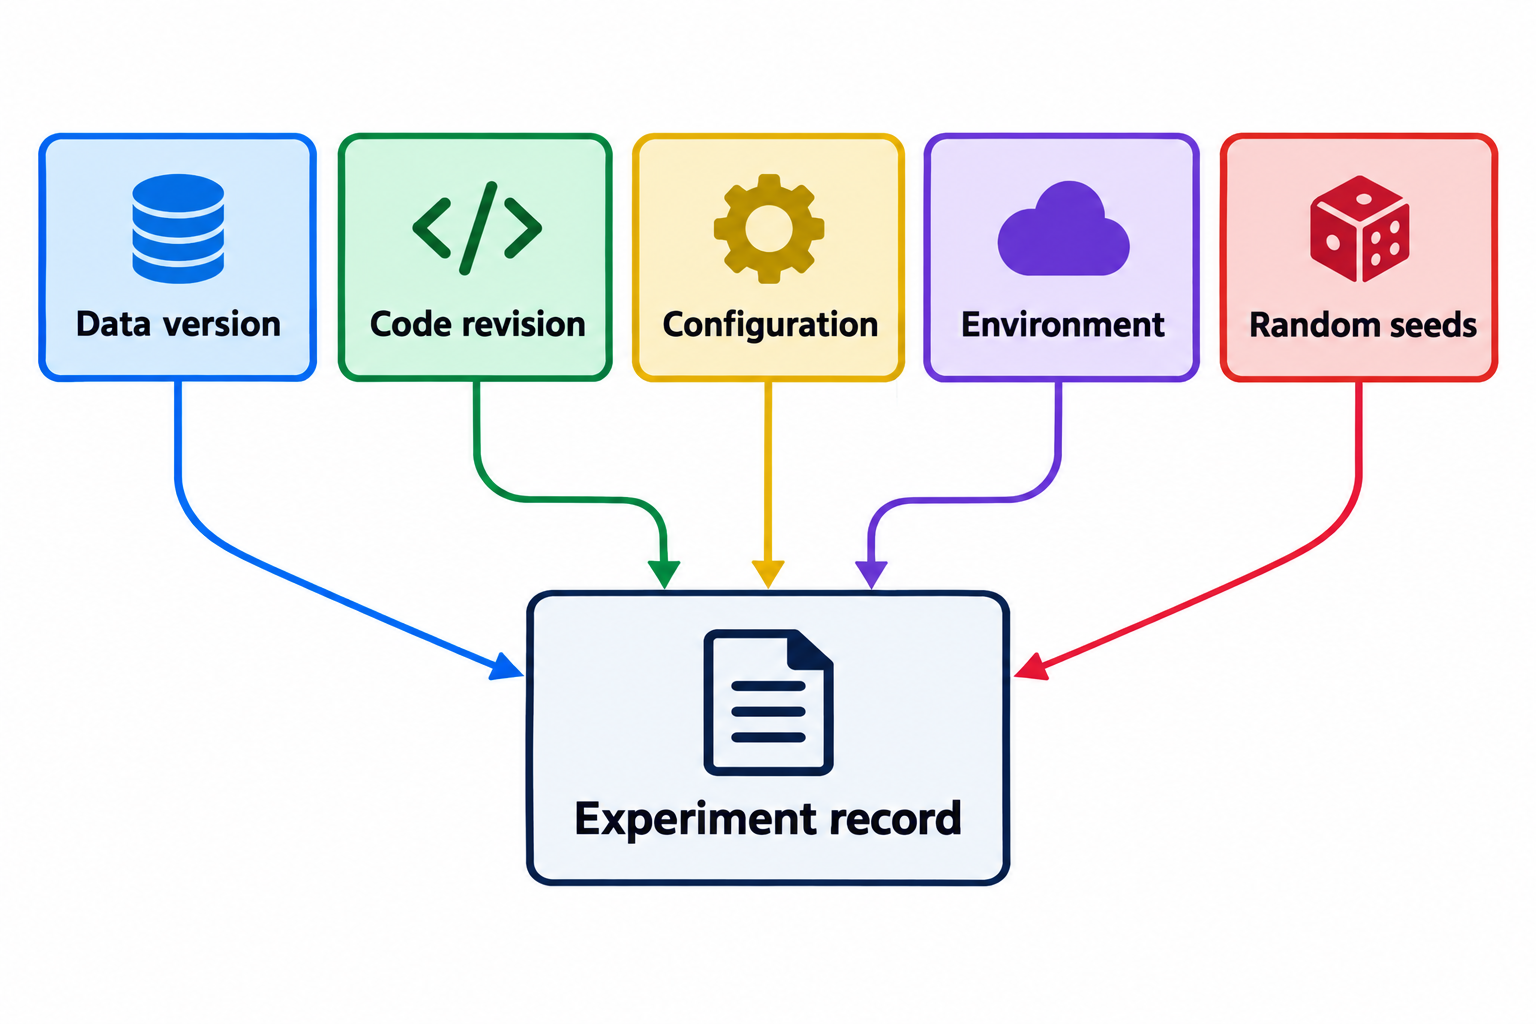 Data version
Code revision
Configuration
Environment
Random seeds
Experiment record